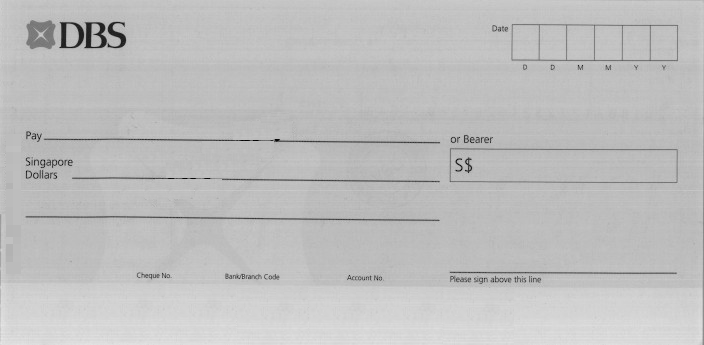 DBS
Date
D D M M Y Y
Pay
or Bearer
Singapore
Dollars
S$
Cheque No. Bank/Branch Code Account No.
Please sign above this line